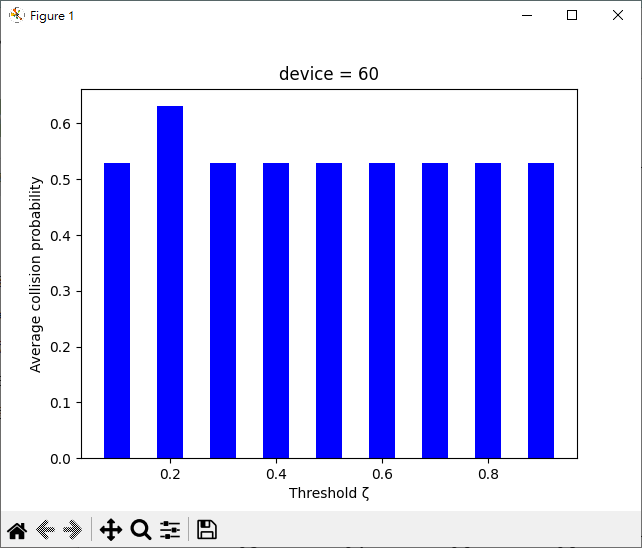 Figure 1
device = 60
0.6
0.5
0.4
0.3
0.2
0.1
0.0
Average collision probability
0.2 0.4 0.6 0.8
Threshold ζ